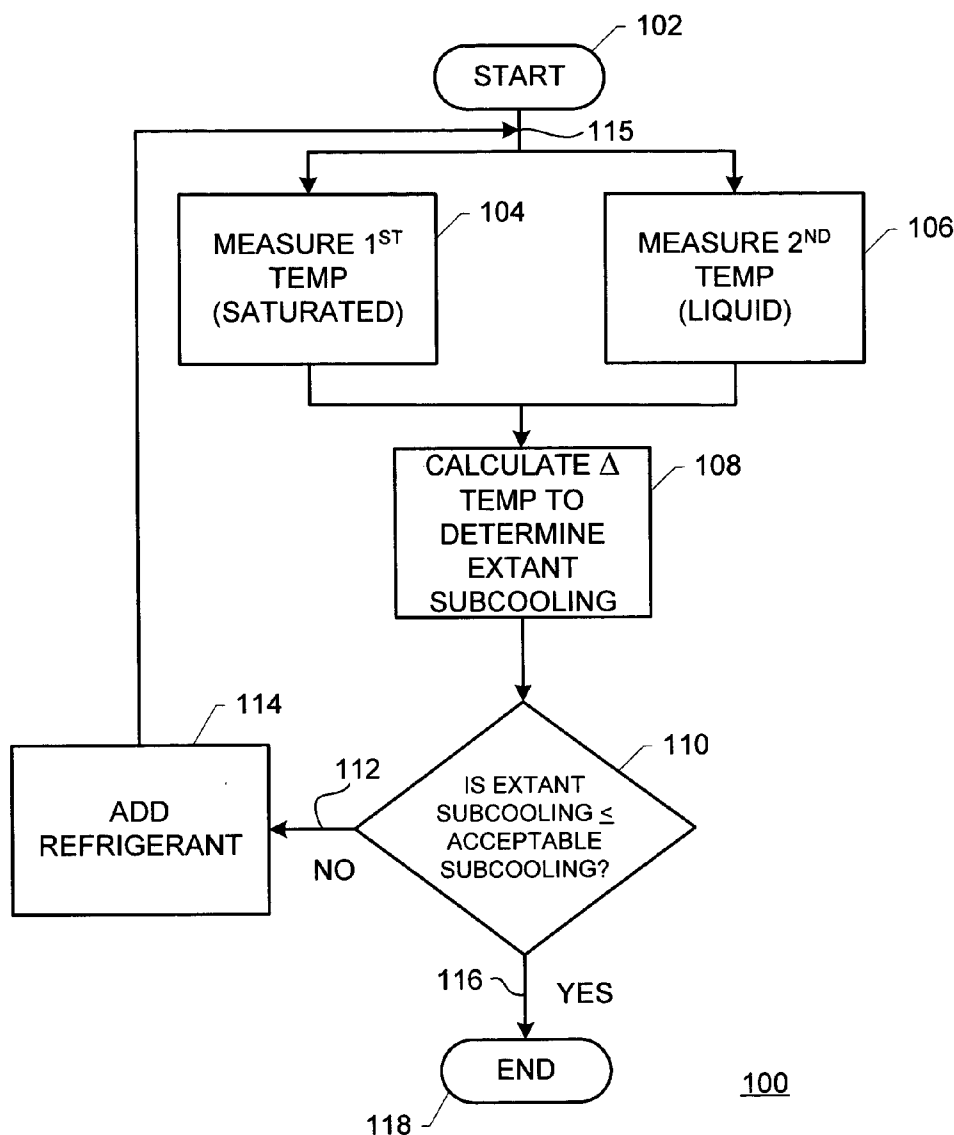 102
START
115
104
MEASURE 1ST
TEMP
(SATURATED)
106
MEASURE 2ND
TEMP
(LIQUID)
108
CALCULATE Δ
TEMP TO
DETERMINE
EXTANT
SUBCOOLING
110
IS EXTANT
SUBCOOLING ≤
ACCEPTABLE
SUBCOOLING?
112
NO
114
ADD
REFRIGERANT
116
YES
END
118
100